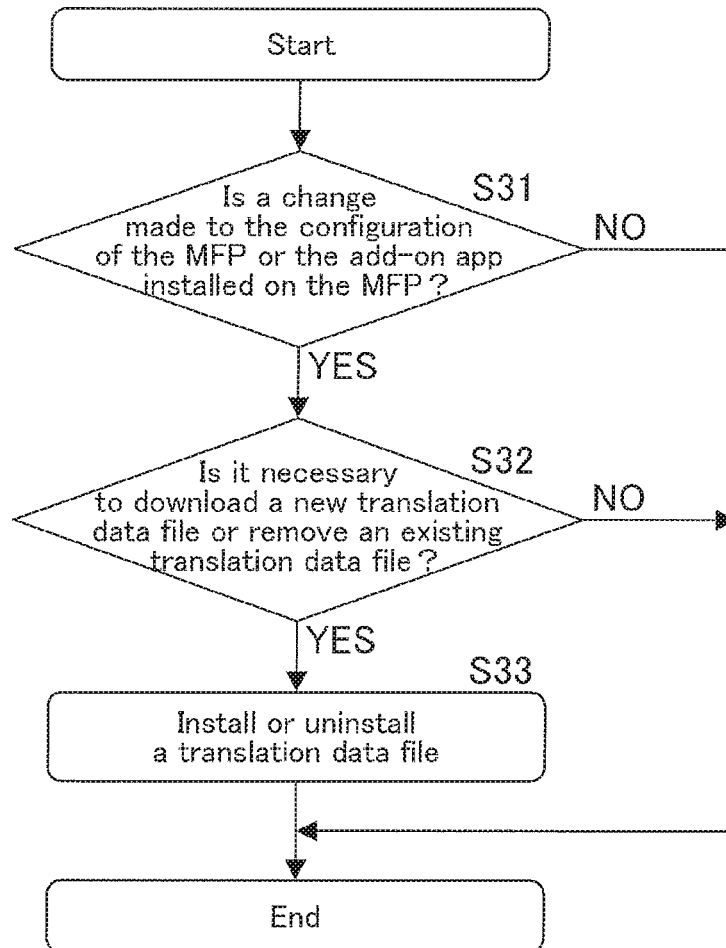 Start
S31
Is a change
made to the configuration
of the MFP or the add-on app
installed on the MFP?
NO
YES
S32
Is it necessary
to download a new translation
data file or remove an existing
translation data file?
NO
YES
S33
Install or uninstall
a translation data file
End